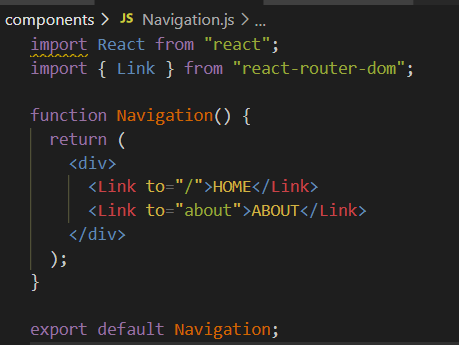 components > JS Navigation.js > ...
import React from "react";
import { Link } from "react-router-dom";

function Navigation() {
  return (
    <div>
      <Link to="/">HOME</Link>
      <Link to="about">ABOUT</Link>
    </div>
  );
}

export default Navigation;